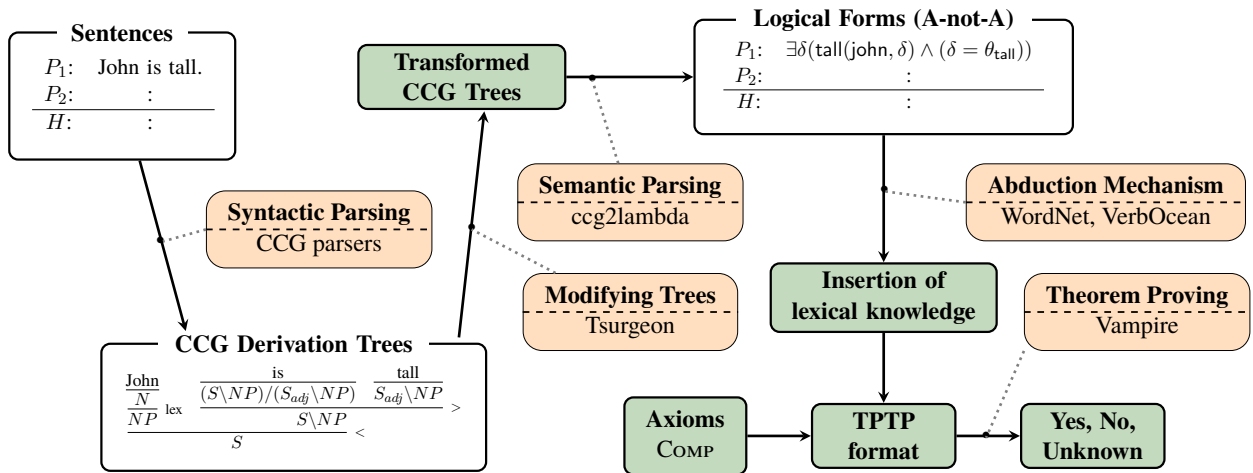 Sentences
P₁: John is tall.
P₂: :
H: :
Syntactic Parsing
CCG parsers
CCG Derivation Trees
John is tall
N (S\NP)/(S_adj\NP) S_adj\NP
NP lex S\NP >
S <
Transformed
CCG Trees
Modifying Trees
Tsurgeon
Semantic Parsing
ccg2lambda
Logical Forms (A-not-A)
P₁: ∃δ(tall(john, δ) ∧ (δ = θ_tall))
P₂: :
H: :
Abduction Mechanism
WordNet, VerbOcean
Insertion of
lexical knowledge
Axioms
COMP
TPTP
format
Theorem Proving
Vampire
Yes, No,
Unknown